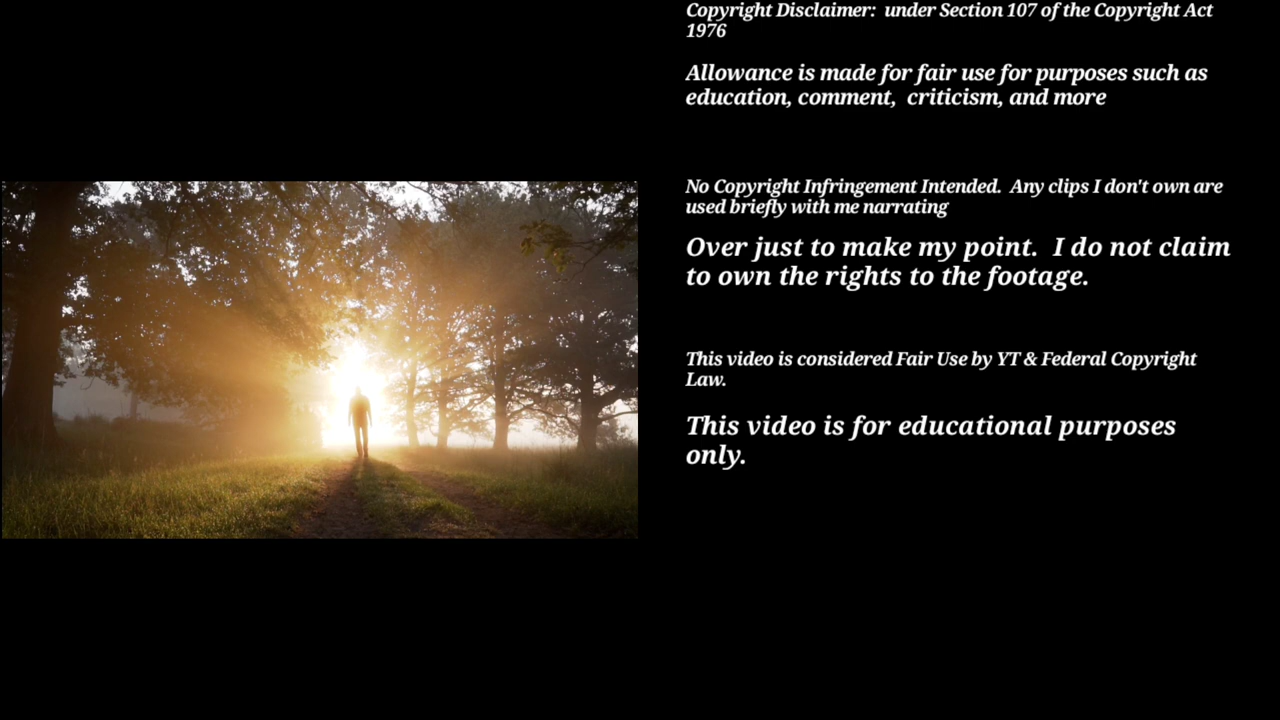 Copyright Disclaimer:  under Section 107 of the Copyright Act
1976
Allowance is made for fair use for purposes such as
education, comment,  criticism, and more
No Copyright Infringement Intended.  Any clips I don't own are
used briefly with me narrating
Over just to make my point.  I do not claim
to own the rights to the footage.
This video is considered Fair Use by YT & Federal Copyright
Law.
This video is for educational purposes
only.